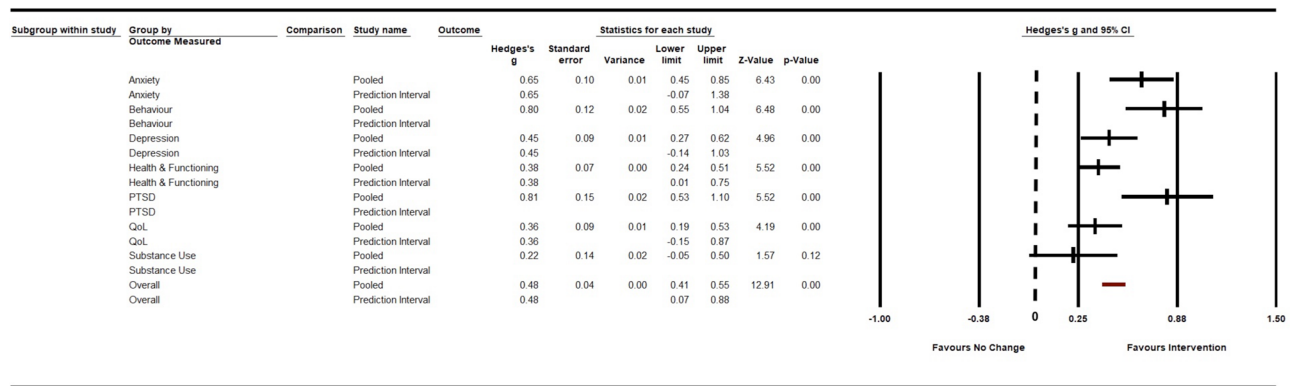 Subgroup within study Group by Comparison Study name Outcome Statistics for each study Hedges's g and 95% CI
Outcome Measured
Hedges's Standard Lower Upper
g error Variance limit limit Z-Value p-Value
Anxiety Pooled 0.65 0.10 0.01 0.45 0.85 6.43 0.00
Anxiety Prediction Interval 0.65 -0.07 1.38
Behaviour Pooled 0.80 0.12 0.02 0.55 1.04 6.48 0.00
Behaviour Prediction Interval
Depression Pooled 0.45 0.09 0.01 0.27 0.62 4.96 0.00
Depression Prediction Interval 0.45 -0.14 1.03
Health & Functioning Pooled 0.38 0.07 0.00 0.24 0.51 5.52 0.00
Health & Functioning Prediction Interval 0.38 0.01 0.75
PTSD Pooled 0.81 0.15 0.02 0.53 1.10 5.52 0.00
PTSD Prediction Interval
QoL Pooled 0.36 0.09 0.01 0.19 0.53 4.19 0.00
QoL Prediction Interval 0.36 -0.15 0.87
Substance Use Pooled 0.22 0.14 0.02 -0.05 0.50 1.57 0.12
Substance Use Prediction Interval
Overall Pooled 0.48 0.04 0.00 0.41 0.55 12.91 0.00
Overall Prediction Interval 0.48 0.07 0.88
-1.00 -0.38 0 0.25 0.88 1.50
Favours No Change Favours Intervention